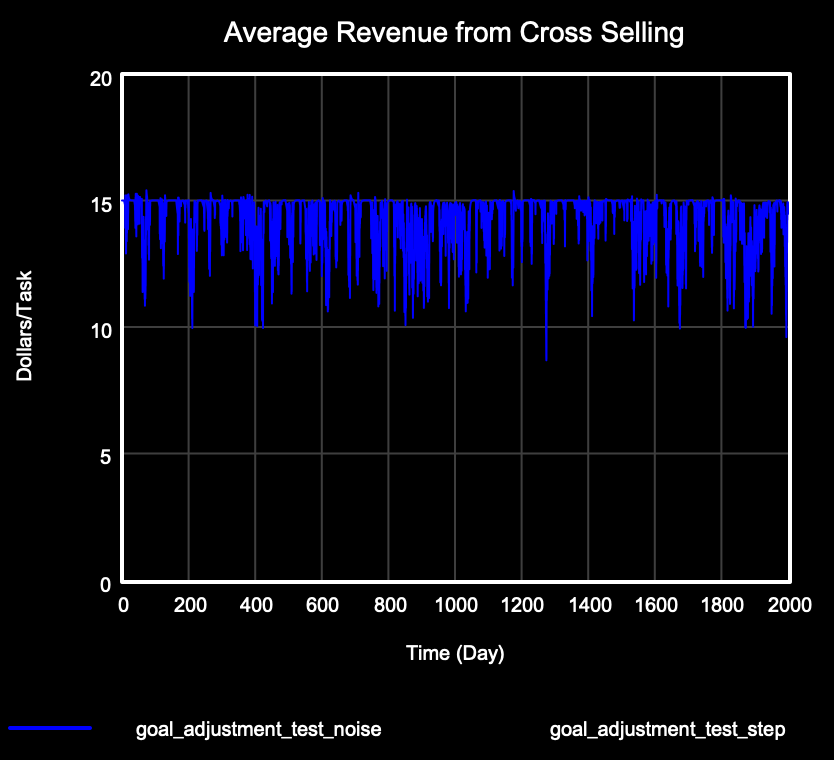 Average Revenue from Cross Selling
20
15
10
5
0
Dollars/Task
0 200 400 600 800 1000 1200 1400 1600 1800 2000
Time (Day)
goal_adjustment_test_noise goal_adjustment_test_step